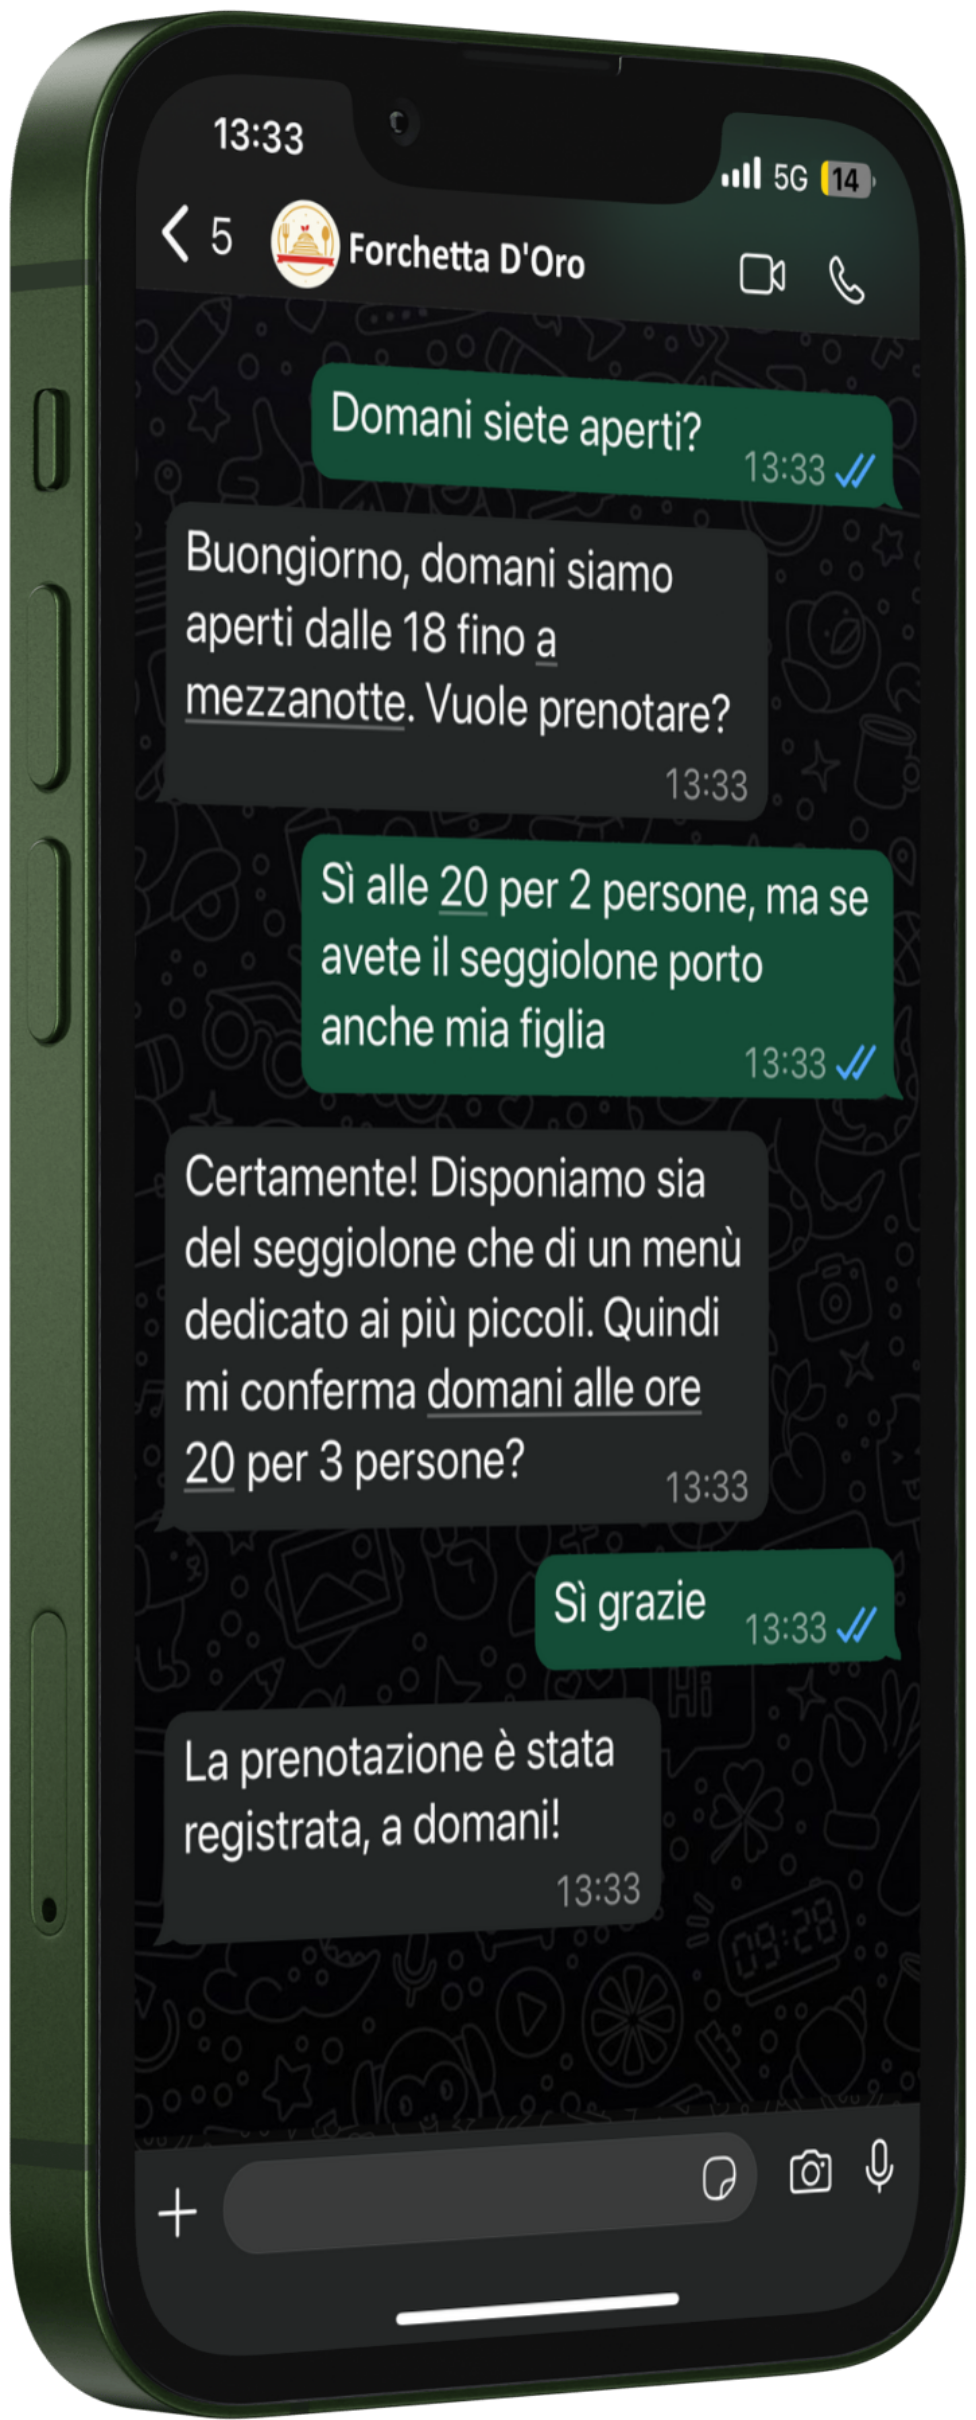 13:33
5G 14
5 Forchetta D'Oro
Domani siete aperti?
13:33
Buongiorno, domani siamo
aperti dalle 18 fino a
mezzanotte. Vuole prenotare?
13:33
Sì alle 20 per 2 persone, ma se
avete il seggiolone porto
anche mia figlia
13:33
Certamente! Disponiamo sia
del seggiolone che di un menù
dedicato ai più piccoli. Quindi
mi conferma domani alle ore
20 per 3 persone?
13:33
Sì grazie
13:33
Hi
La prenotazione è stata
registrata, a domani!
13:33
09:28